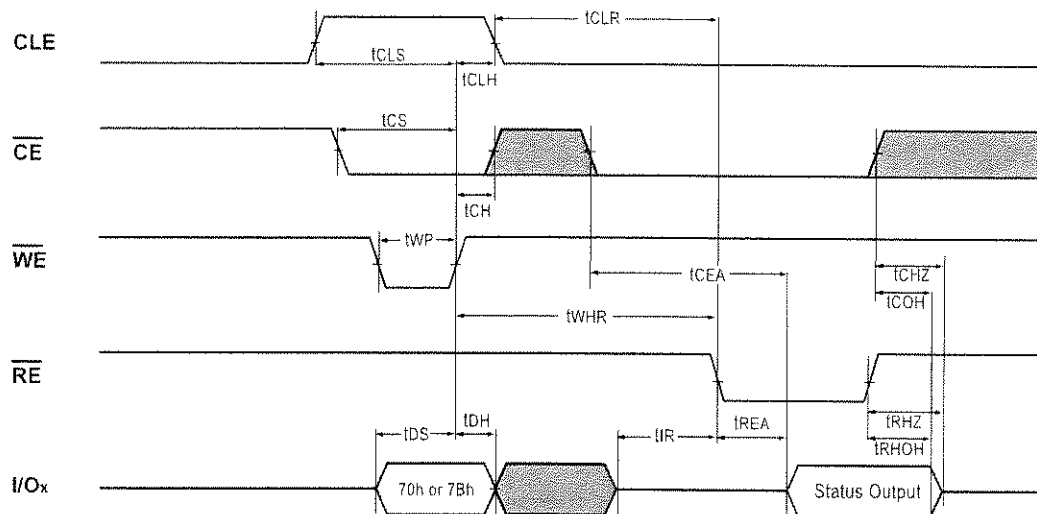 CLE
tCLR
tCLS
tCLH
CE
tCS
tCH
WE
tWP
tCEA
tCHZ
tCOH
tWHR
RE
tDS
tDH
tIR
tREA
tRHZ
tRHOH
I/Ox
70h or 7Bh
Status Output